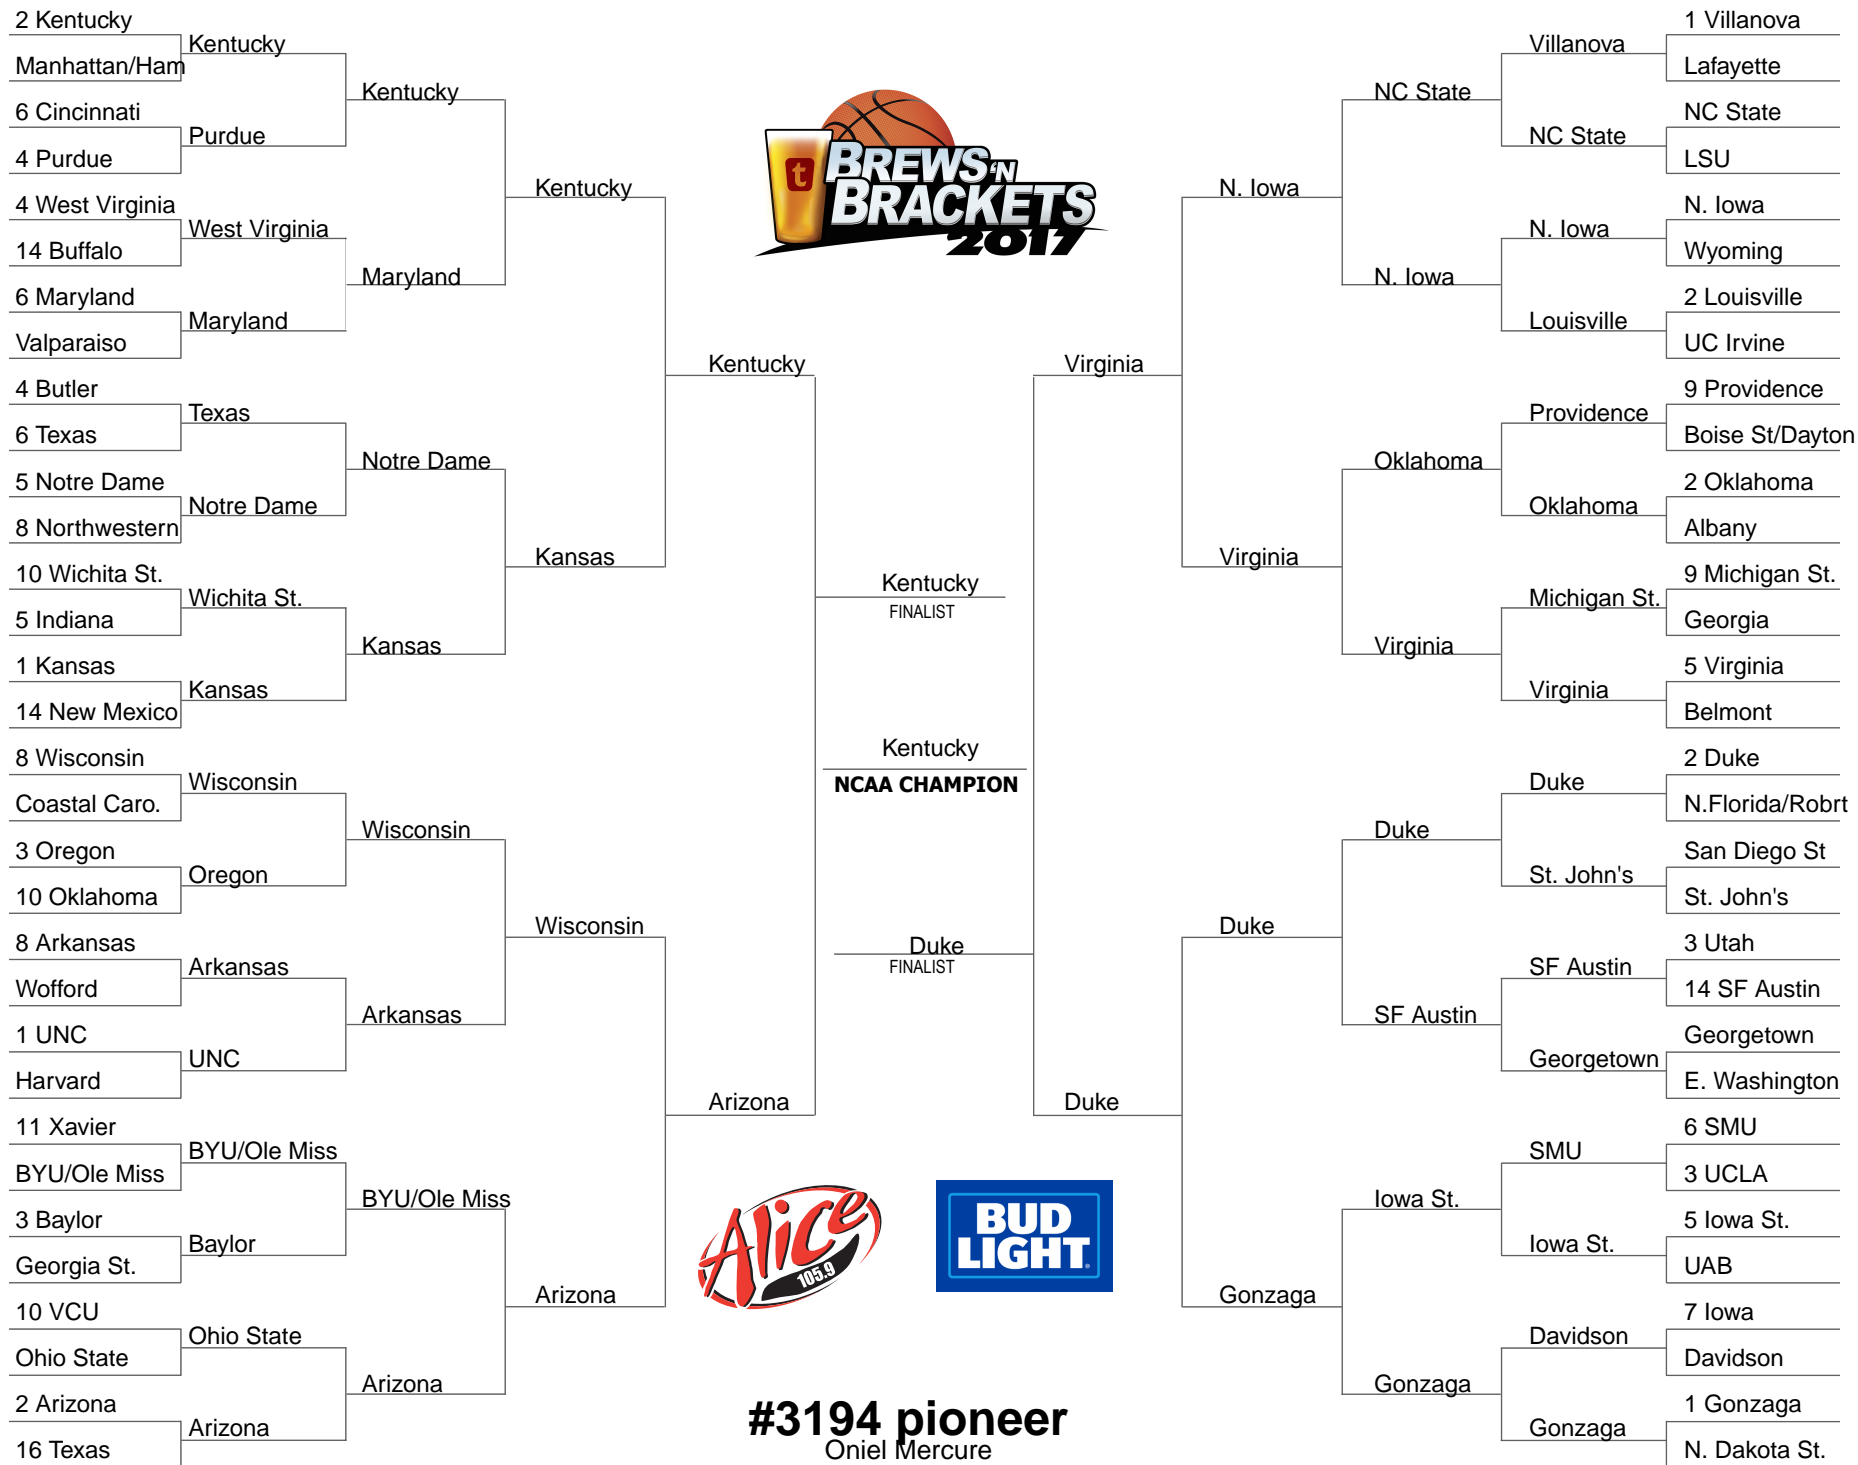 2 Kentucky
Manhattan/Ham
6 Cincinnati
4 Purdue
4 West Virginia
14 Buffalo
6 Maryland
Valparaiso
4 Butler
6 Texas
5 Notre Dame
8 Northwestern
10 Wichita St.
5 Indiana
1 Kansas
14 New Mexico
8 Wisconsin
Coastal Caro.
3 Oregon
10 Oklahoma
8 Arkansas
Wofford
1 UNC
Harvard
11 Xavier
BYU/Ole Miss
3 Baylor
Georgia St.
10 VCU
Ohio State
2 Arizona
16 Texas
Kentucky
Purdue
West Virginia
Maryland
Texas
Notre Dame
Wichita St.
Kansas
Wisconsin
Oregon
Arkansas
UNC
BYU/Ole Miss
Baylor
Ohio State
Arizona
Kentucky
Maryland
Notre Dame
Kansas
Wisconsin
Arkansas
BYU/Ole Miss
Arizona
Kentucky
Kansas
Wisconsin
Arizona
Kentucky
Arizona
t
BREWS 'N
BRACKETS
2017
Kentucky
FINALIST
Kentucky
NCAA CHAMPION
Duke
FINALIST
Alice
105.9
BUD
LIGHT
#3194 pioneer
Oniel Mercure
Virginia
Duke
N. Iowa
Virginia
Duke
Gonzaga
NC State
N. Iowa
Oklahoma
Virginia
Duke
SF Austin
Iowa St.
Gonzaga
Villanova
NC State
N. Iowa
Louisville
Providence
Oklahoma
Michigan St.
Virginia
Duke
St. John's
SF Austin
Georgetown
SMU
Iowa St.
Davidson
Gonzaga
1 Villanova
Lafayette
NC State
LSU
N. Iowa
Wyoming
2 Louisville
UC Irvine
9 Providence
Boise St/Dayton
2 Oklahoma
Albany
9 Michigan St.
Georgia
5 Virginia
Belmont
2 Duke
N.Florida/Robrt
San Diego St
St. John's
3 Utah
14 SF Austin
Georgetown
E. Washington
6 SMU
3 UCLA
5 Iowa St.
UAB
7 Iowa
Davidson
1 Gonzaga
N. Dakota St.